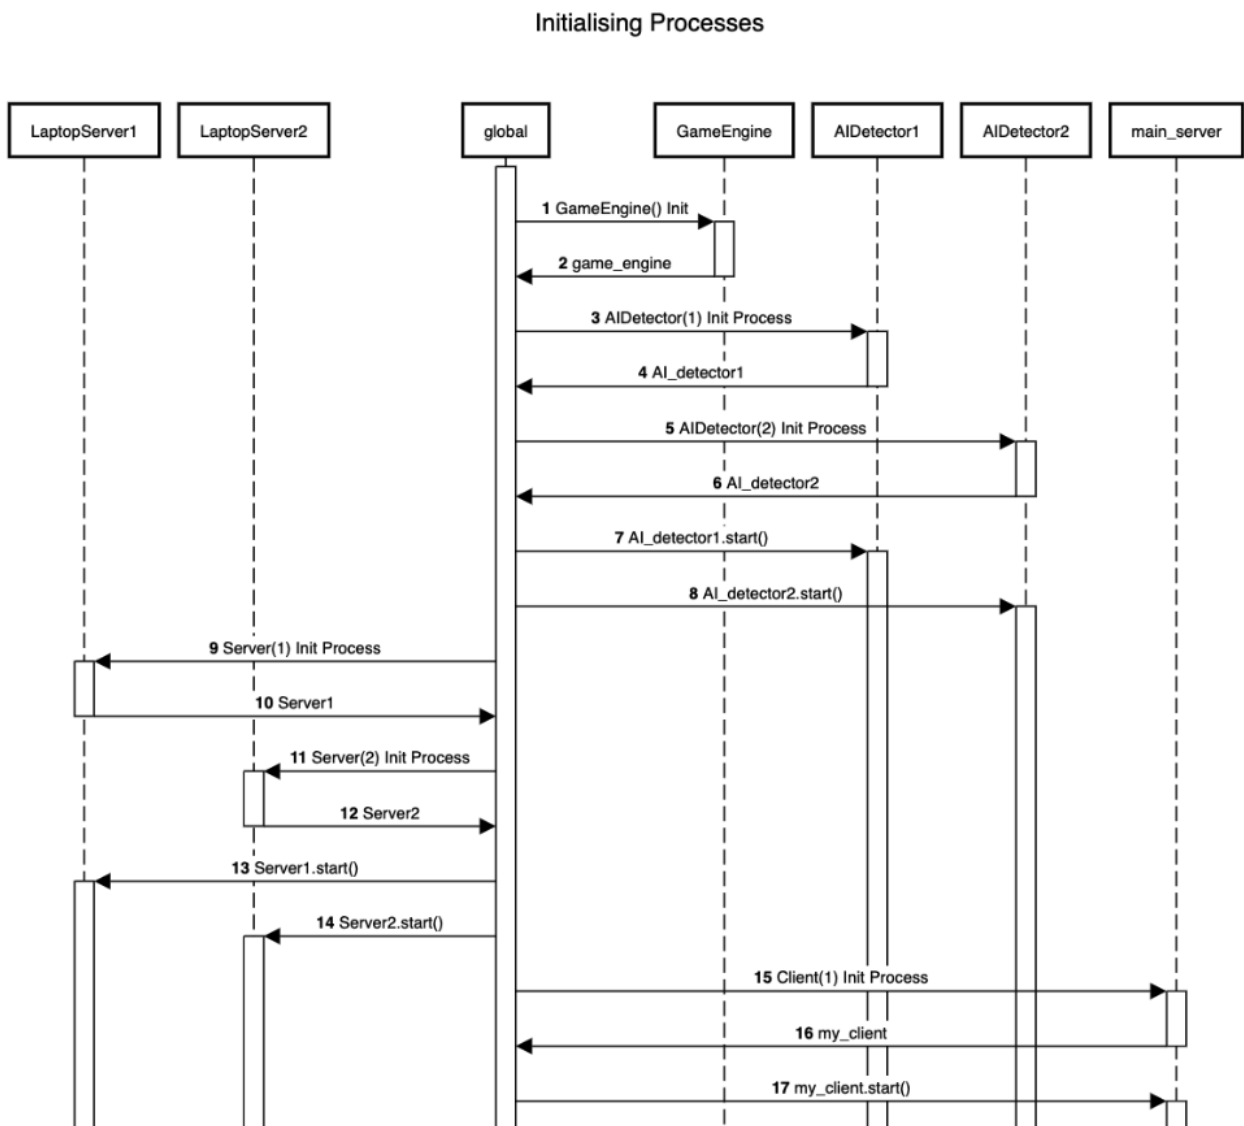 Initialising Processes
LaptopServer1
LaptopServer2
global
GameEngine
AIDetector1
AIDetector2
main_server
1 GameEngine() Init
2 game_engine
3 AIDetector(1) Init Process
4 AI_detector1
5 AIDetector(2) Init Process
6 AI_detector2
7 AI_detector1.start()
8 AI_detector2.start()
9 Server(1) Init Process
10 Server1
11 Server(2) Init Process
12 Server2
13 Server1.start()
14 Server2.start()
15 Client(1) Init Process
16 my_client
17 my_client.start()